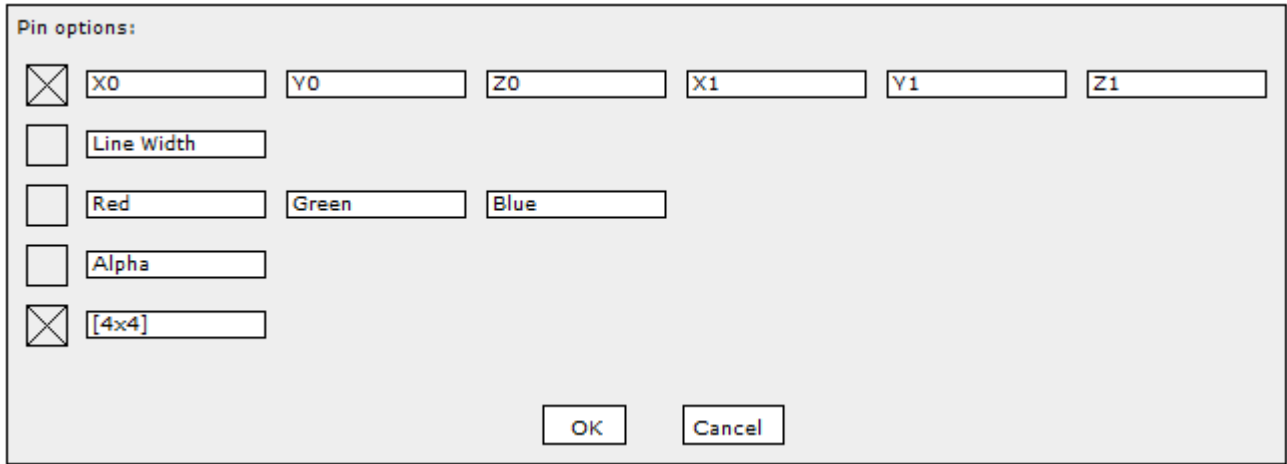 Pin options:
X0 Y0 Z0 X1 Y1 Z1
Line Width
Red Green Blue
Alpha
[4x4]
OK Cancel